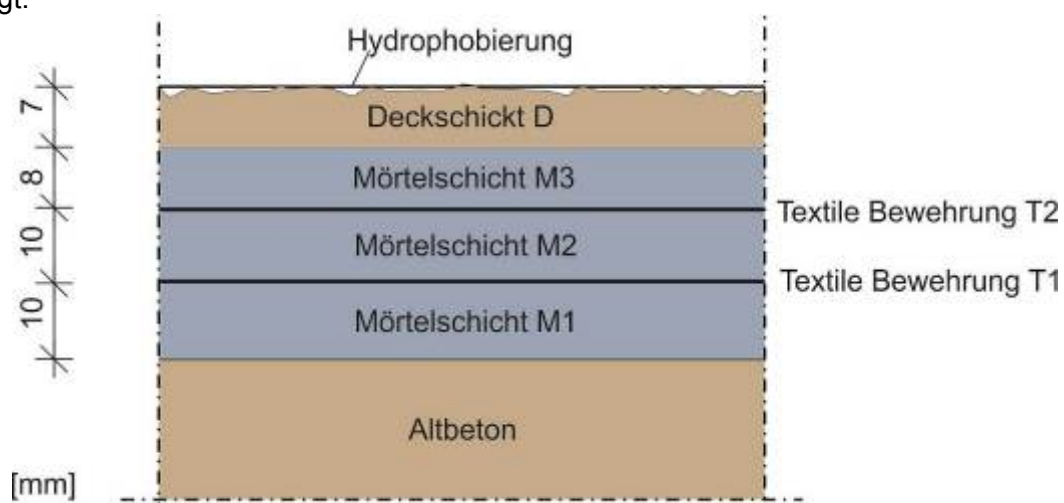 gt.
Hydrophobierung
7
Deckschickt D
8
Mörtelschicht M3
Textile Bewehrung T2
10
Mörtelschicht M2
Textile Bewehrung T1
10
Mörtelschicht M1
Altbeton
[mm]